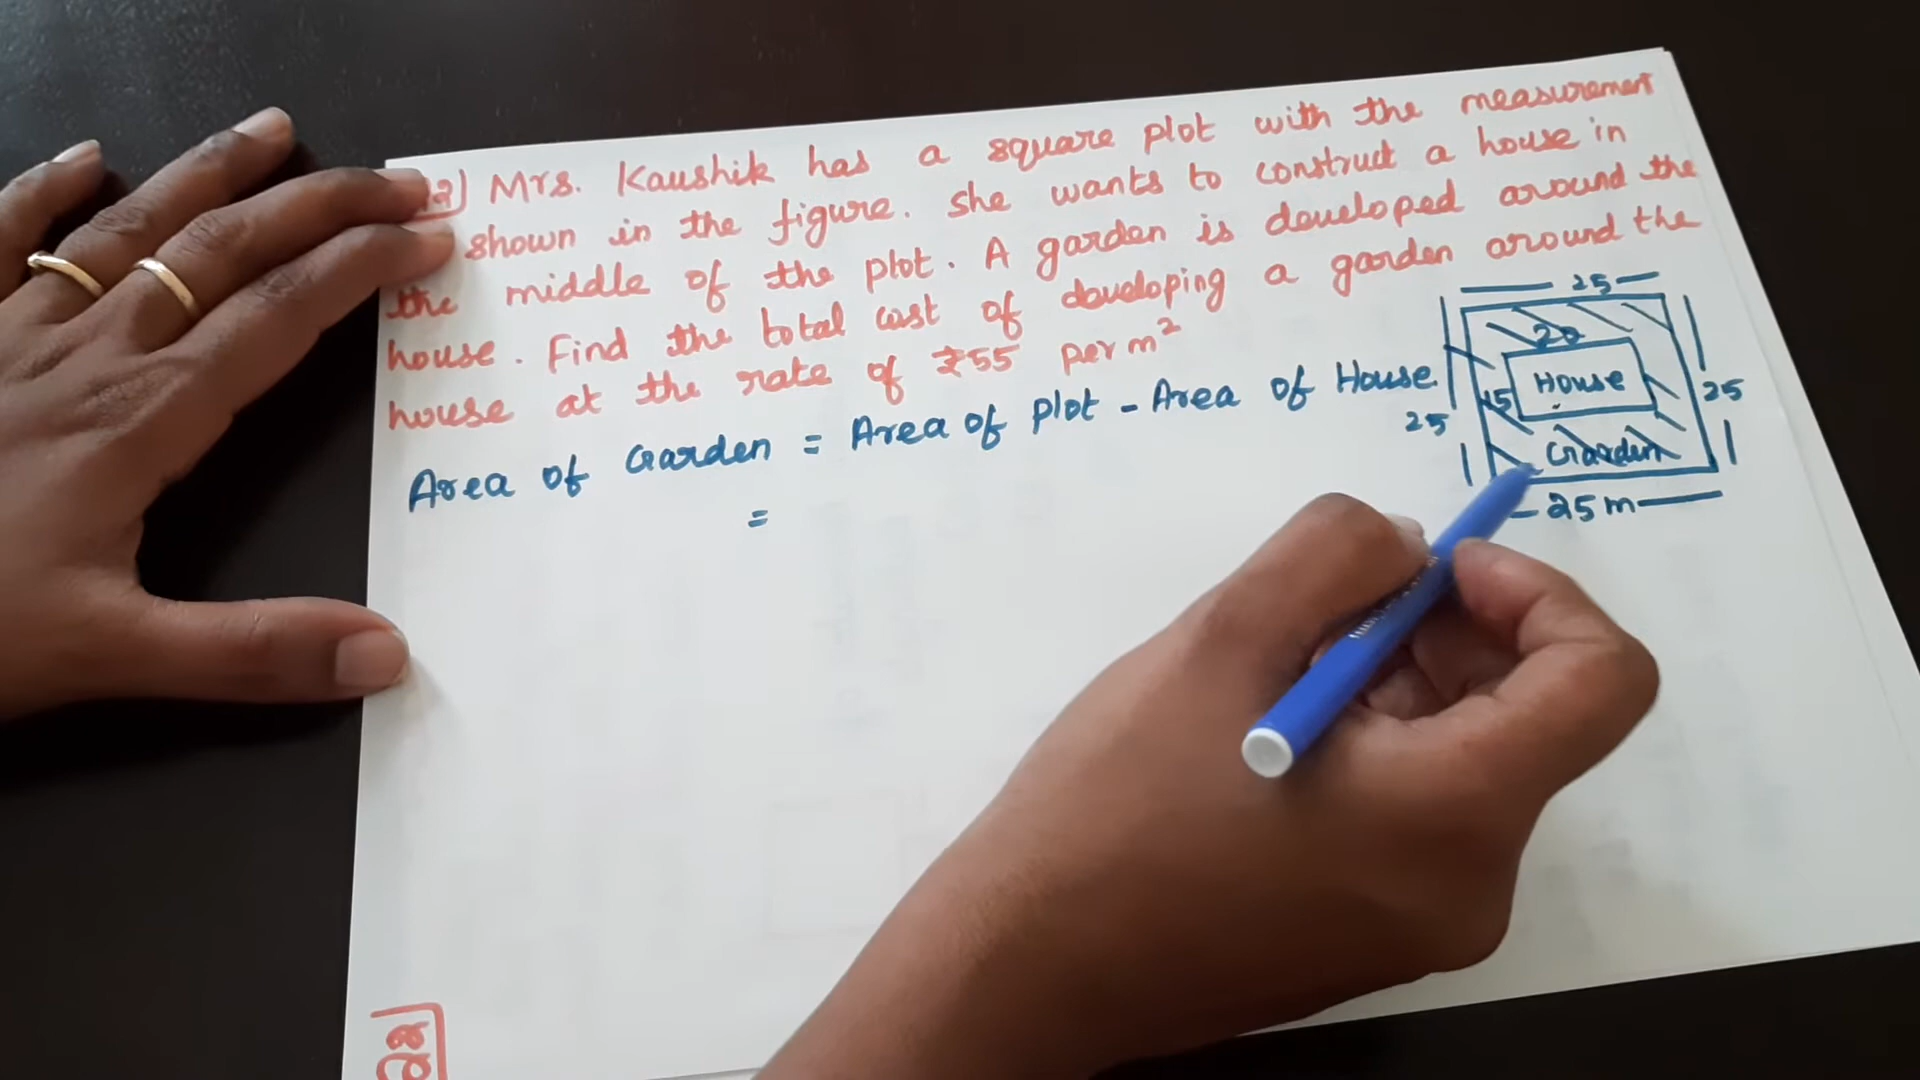 Mrs. Kaushik has a square plot with the measurement
shown in the figure. she wants to construct a house in
the middle of the plot. A garden is developed around the
house. Find the total cost of developing a garden around the
house at the rate of ₹55 per m²
Area of Garden = Area of plot - Area of House.
=
25
20
House
15
25
25
Garden
25m